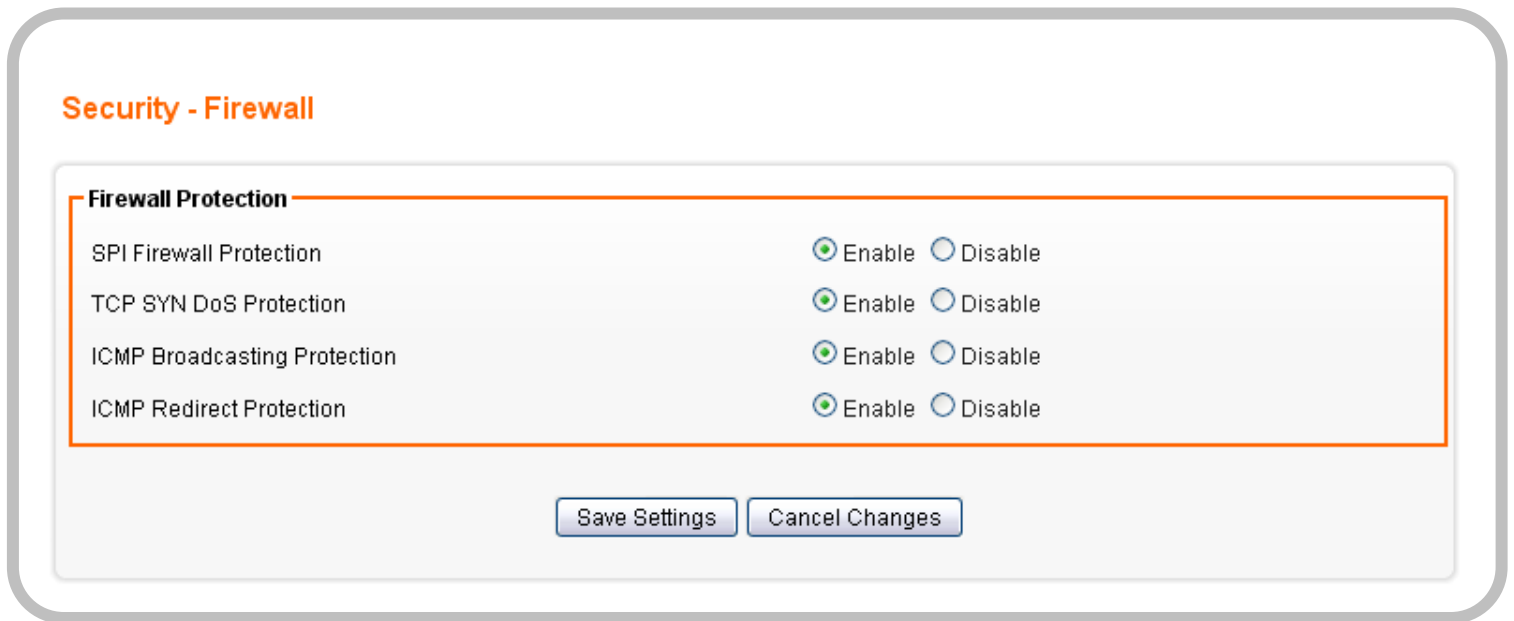 Security - Firewall
Firewall Protection
SPI Firewall Protection Enable Disable
TCP SYN DoS Protection Enable Disable
ICMP Broadcasting Protection Enable Disable
ICMP Redirect Protection Enable Disable
Save Settings Cancel Changes